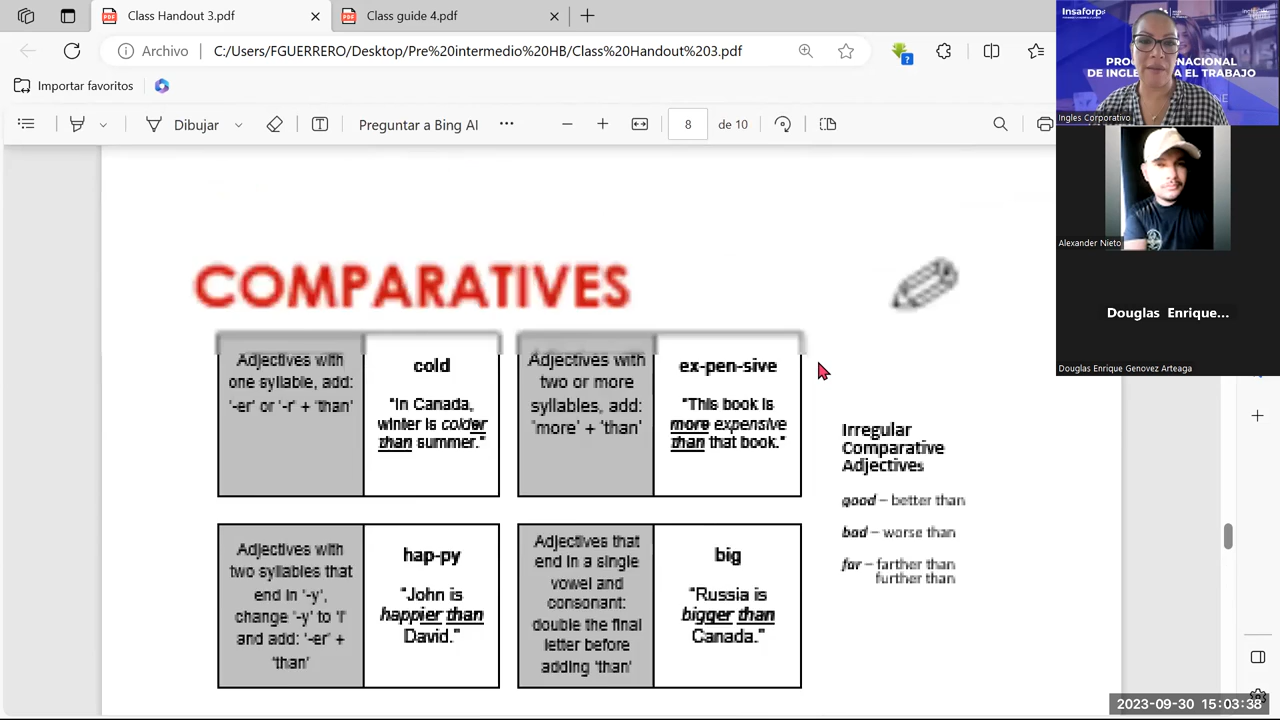 Class Handout 3.pdf
Class guide 4.pdf
Archivo
C:/Users/FGUERRERO/Desktop/Pre%20intermedio%20HB/Class%20Handout%203.pdf
Importar favoritos
Dibujar
Preguntar a Bing
8
de 10
COMPARATIVES
Adjectives with
one syllable, add:
'-er' or '-r' + 'than'
cold
"In Canada,
winter is colder
than summer."
Adjectives with
two or more
syllables, add:
'more' + 'than'
ex-pen-sive
"This book is
more expensive
than that book."
Irregular
Comparative
Adjectives
good – better than
bad – worse than
far – farther than
further than
Adjectives with
two syllables that
end in '-y',
change '-y' to 'i'
and add: '-er' +
'than'
hap-py
"John is
happier than
David."
Adjectives that
end in a single
vowel and
consonant:
double the final
letter before
adding 'than'
big
"Russia is
bigger than
Canada."
Insaforp
NACIONAL
DE INGLE
A EL TRABAJO
Ingles Corporativo
Alexander Nieto
Douglas Enrique...
Douglas Enrique Genovez Arteaga
2023-09-30 15:03:38